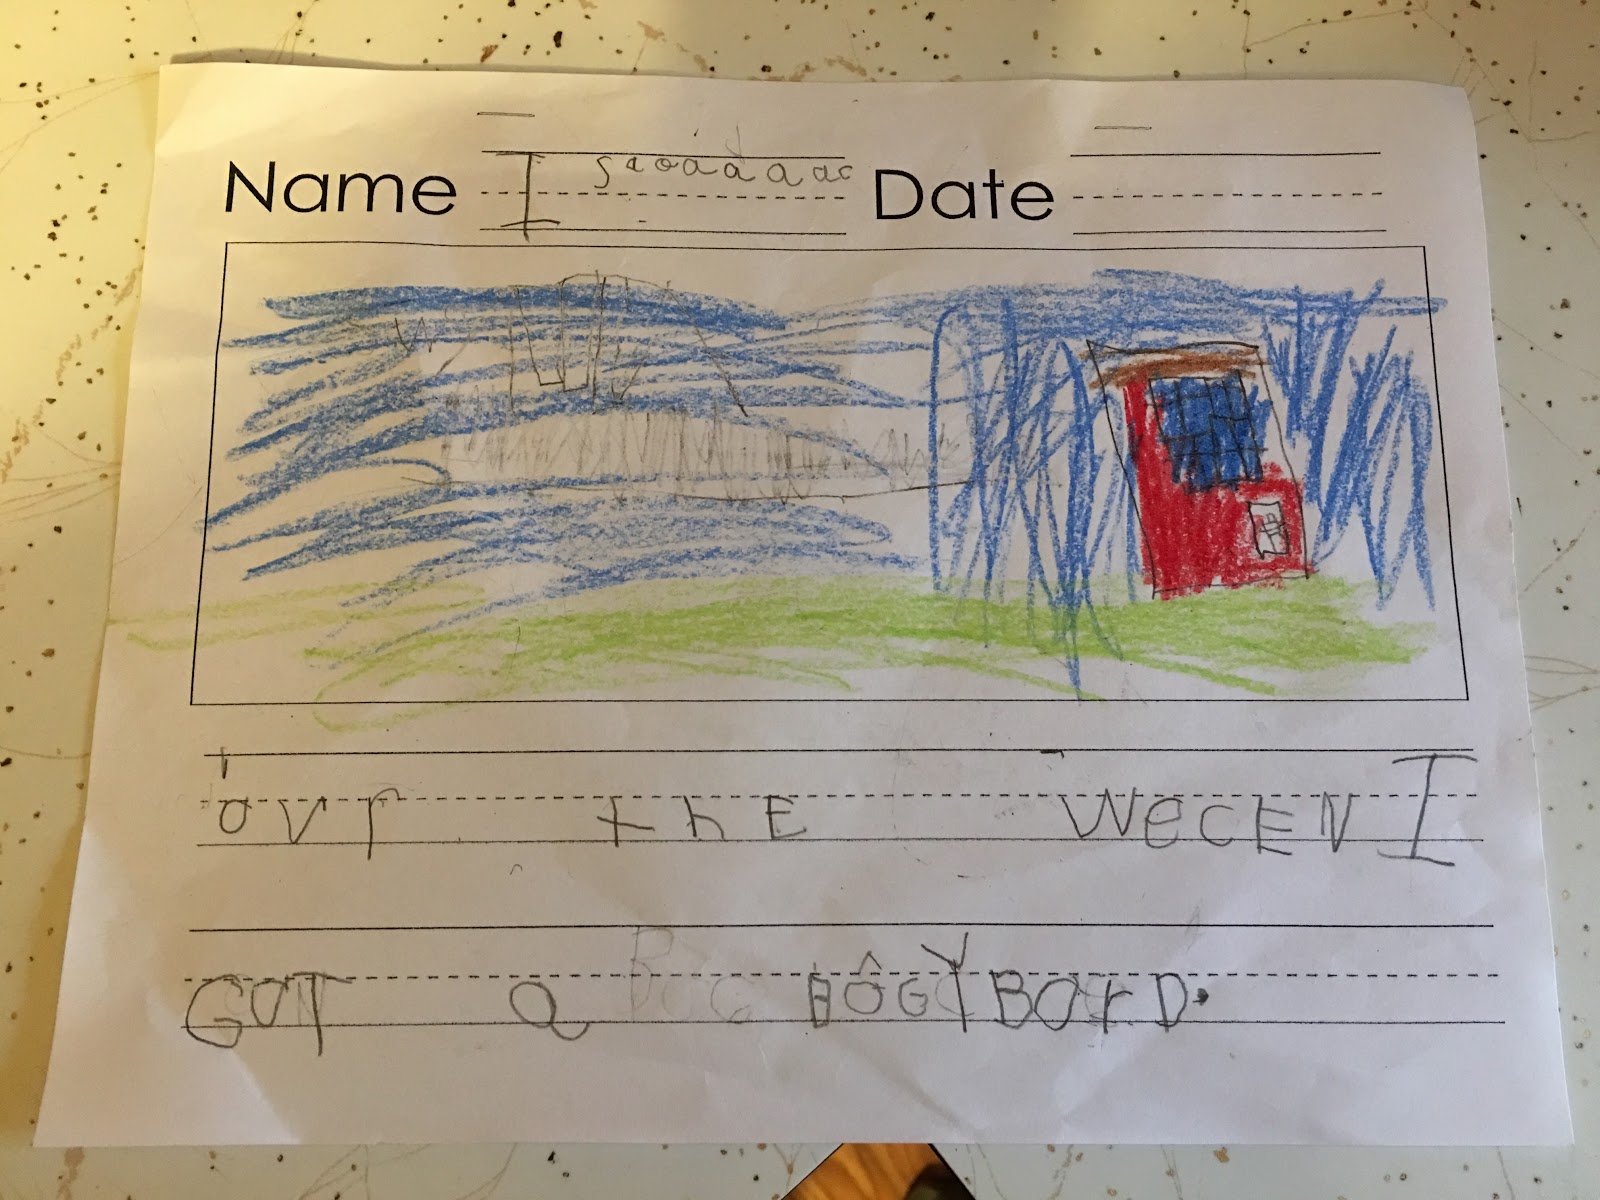 Name Date
ovr thE WeCEN I
GOT a BOGYBOrD.